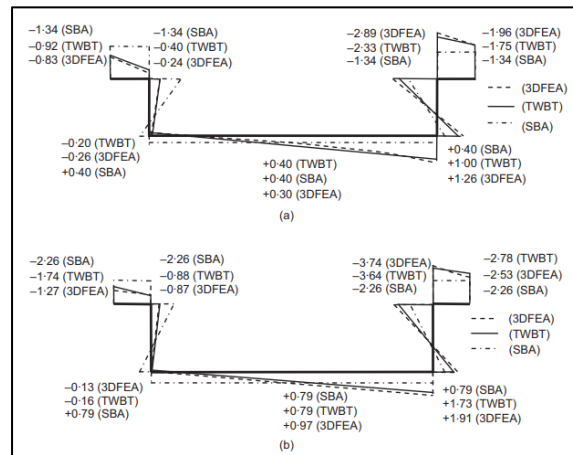 −1·34 (SBA)
−0·92 (TWBT)
−0·83 (3DFEA)
−1·34 (SBA)
−0·40 (TWBT)
−0·24 (3DFEA)
−2·89 (3DFEA)
−2·33 (TWBT)
−1·34 (SBA)
−1·96 (3DFEA)
−1·75 (TWBT)
−1·34 (SBA)
(3DFEA)
(TWBT)
(SBA)
−0·20 (TWBT)
−0·26 (3DFEA)
+0·40 (SBA)
+0·40 (TWBT)
+0·40 (SBA)
+0·30 (3DFEA)
+0·40 (SBA)
+1·00 (TWBT)
+1·26 (3DFEA)
(a)
−2·26 (SBA)
−1·74 (TWBT)
−1·27 (3DFEA)
−2·26 (SBA)
−0·88 (TWBT)
−0·87 (3DFEA)
−3·74 (3DFEA)
−3·64 (TWBT)
−2·26 (SBA)
−2·78 (TWBT)
−2·53 (3DFEA)
−2·26 (SBA)
(3DFEA)
(TWBT)
(SBA)
−0·13 (3DFEA)
−0·16 (TWBT)
+0·79 (SBA)
+0·79 (SBA)
+0·79 (TWBT)
+0·97 (3DFEA)
+0·79 (SBA)
+1·73 (TWBT)
+1·91 (3DFEA)
(b)